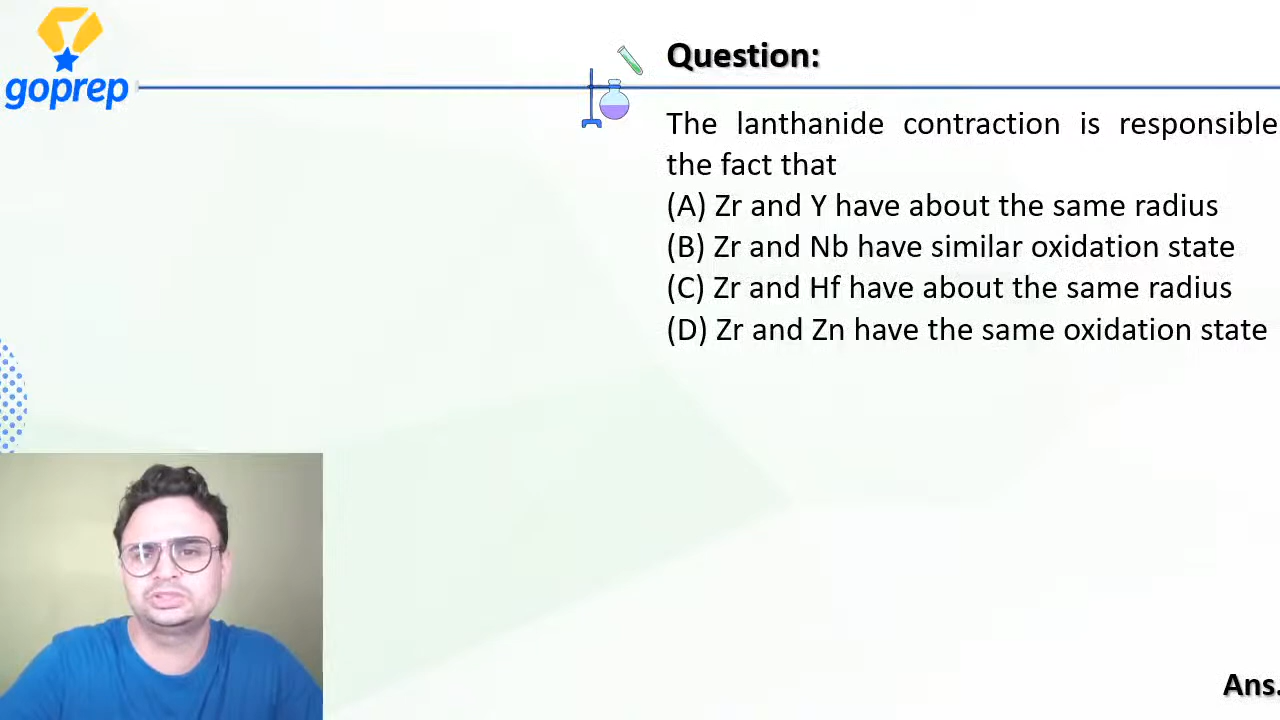 goprep
Question:
The lanthanide contraction is responsible
the fact that
(A) Zr and Y have about the same radius
(B) Zr and Nb have similar oxidation state
(C) Zr and Hf have about the same radius
(D) Zr and Zn have the same oxidation state
Ans.